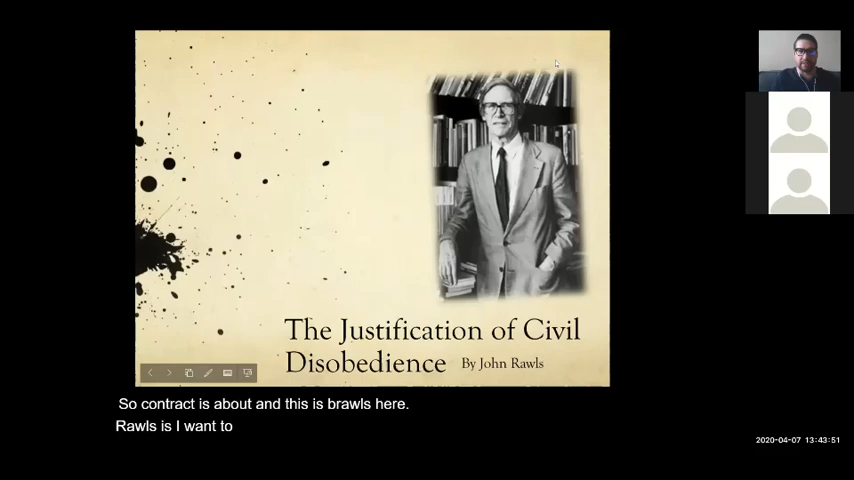 The Justification of Civil
Disobedience By John Rawls
So contract is about and this is brawls here.
Rawls is I want to
2020-04-07 13:43:51